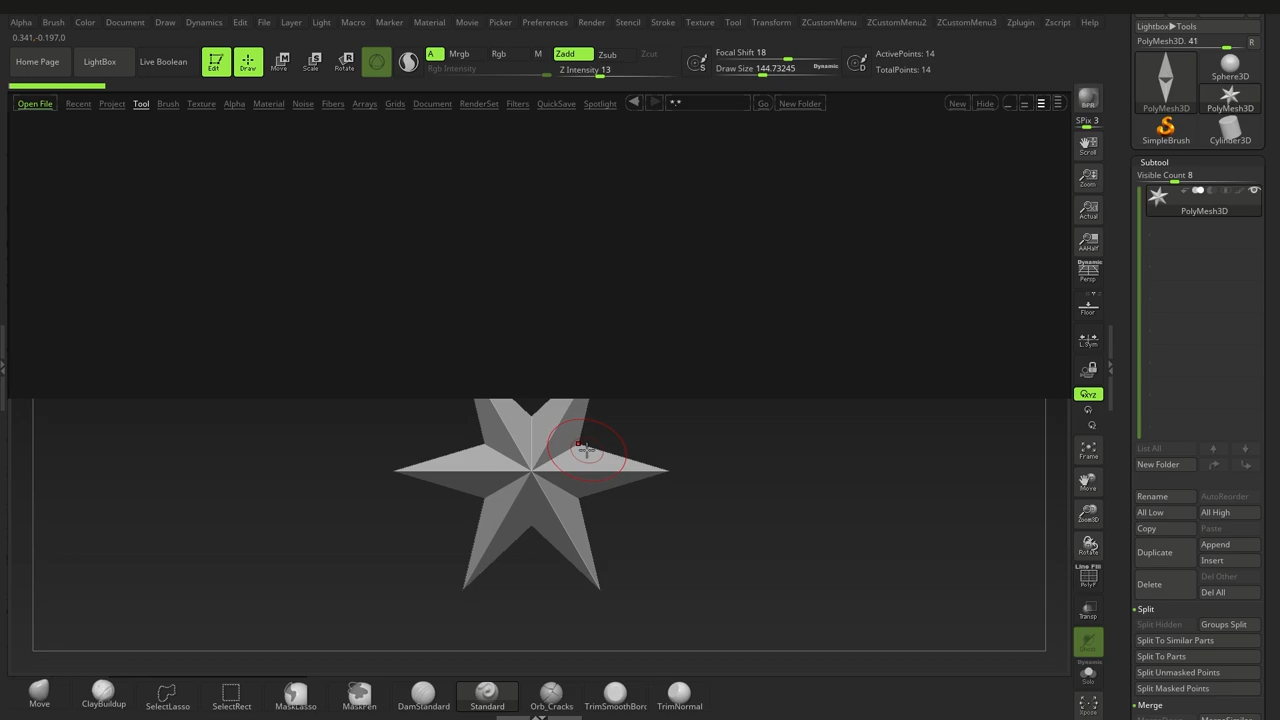 Alpha Brush Color Document Draw Dynamics Edit File Layer Light Macro Marker Material Movie Picker Preferences Render Stencil Stroke Texture Tool Transform ZCustomMenu ZCustomMenu2 ZCustomMenu3 Zplugin Zscript Help
0.341,-0.197,0
Home Page LightBox Live Boolean Edit Draw Move Scale Rotate A Mrgb Rgb M Zadd Zsub Zcut
Rgb Intensity Z Intensity 13
S Focal Shift 18
Draw Size 144.73245 Dynamic D
ActivePoints: 14
TotalPoints: 14
Open File Recent Project Tool Brush Texture Alpha Material Noise Fibers Arrays Grids Document RenderSet Filters QuickSave Spotlight *.* Go New Folder New Hide
BPR
SPix 3
Scroll
Zoom
Actual
AAHalf
Dynamic
Persp
Floor
L.Sym
XYZ
Frame
Move
Zoom3D
Rotate
Line Fill
PolyF
Transp
Ghost
Dynamic
Solo
Xpose
Lightbox▶Tools
PolyMesh3D. 41 R
Sphere3D
PolyMesh3D PolyMesh3D
SimpleBrush Cylinder3D
Subtool
Visible Count 8
PolyMesh3D
List All
New Folder
Rename AutoReorder
All Low All High
Copy Paste
Duplicate Append
Insert
Delete Del Other
Del All
Split
Split Hidden Groups Split
Split To Similar Parts
Split To Parts
Split Unmasked Points
Split Masked Points
Merge
Move ClayBuildup SelectLasso SelectRect MaskLasso MaskPen DamStandard Standard Orb_Cracks TrimSmoothBorc TrimNormal